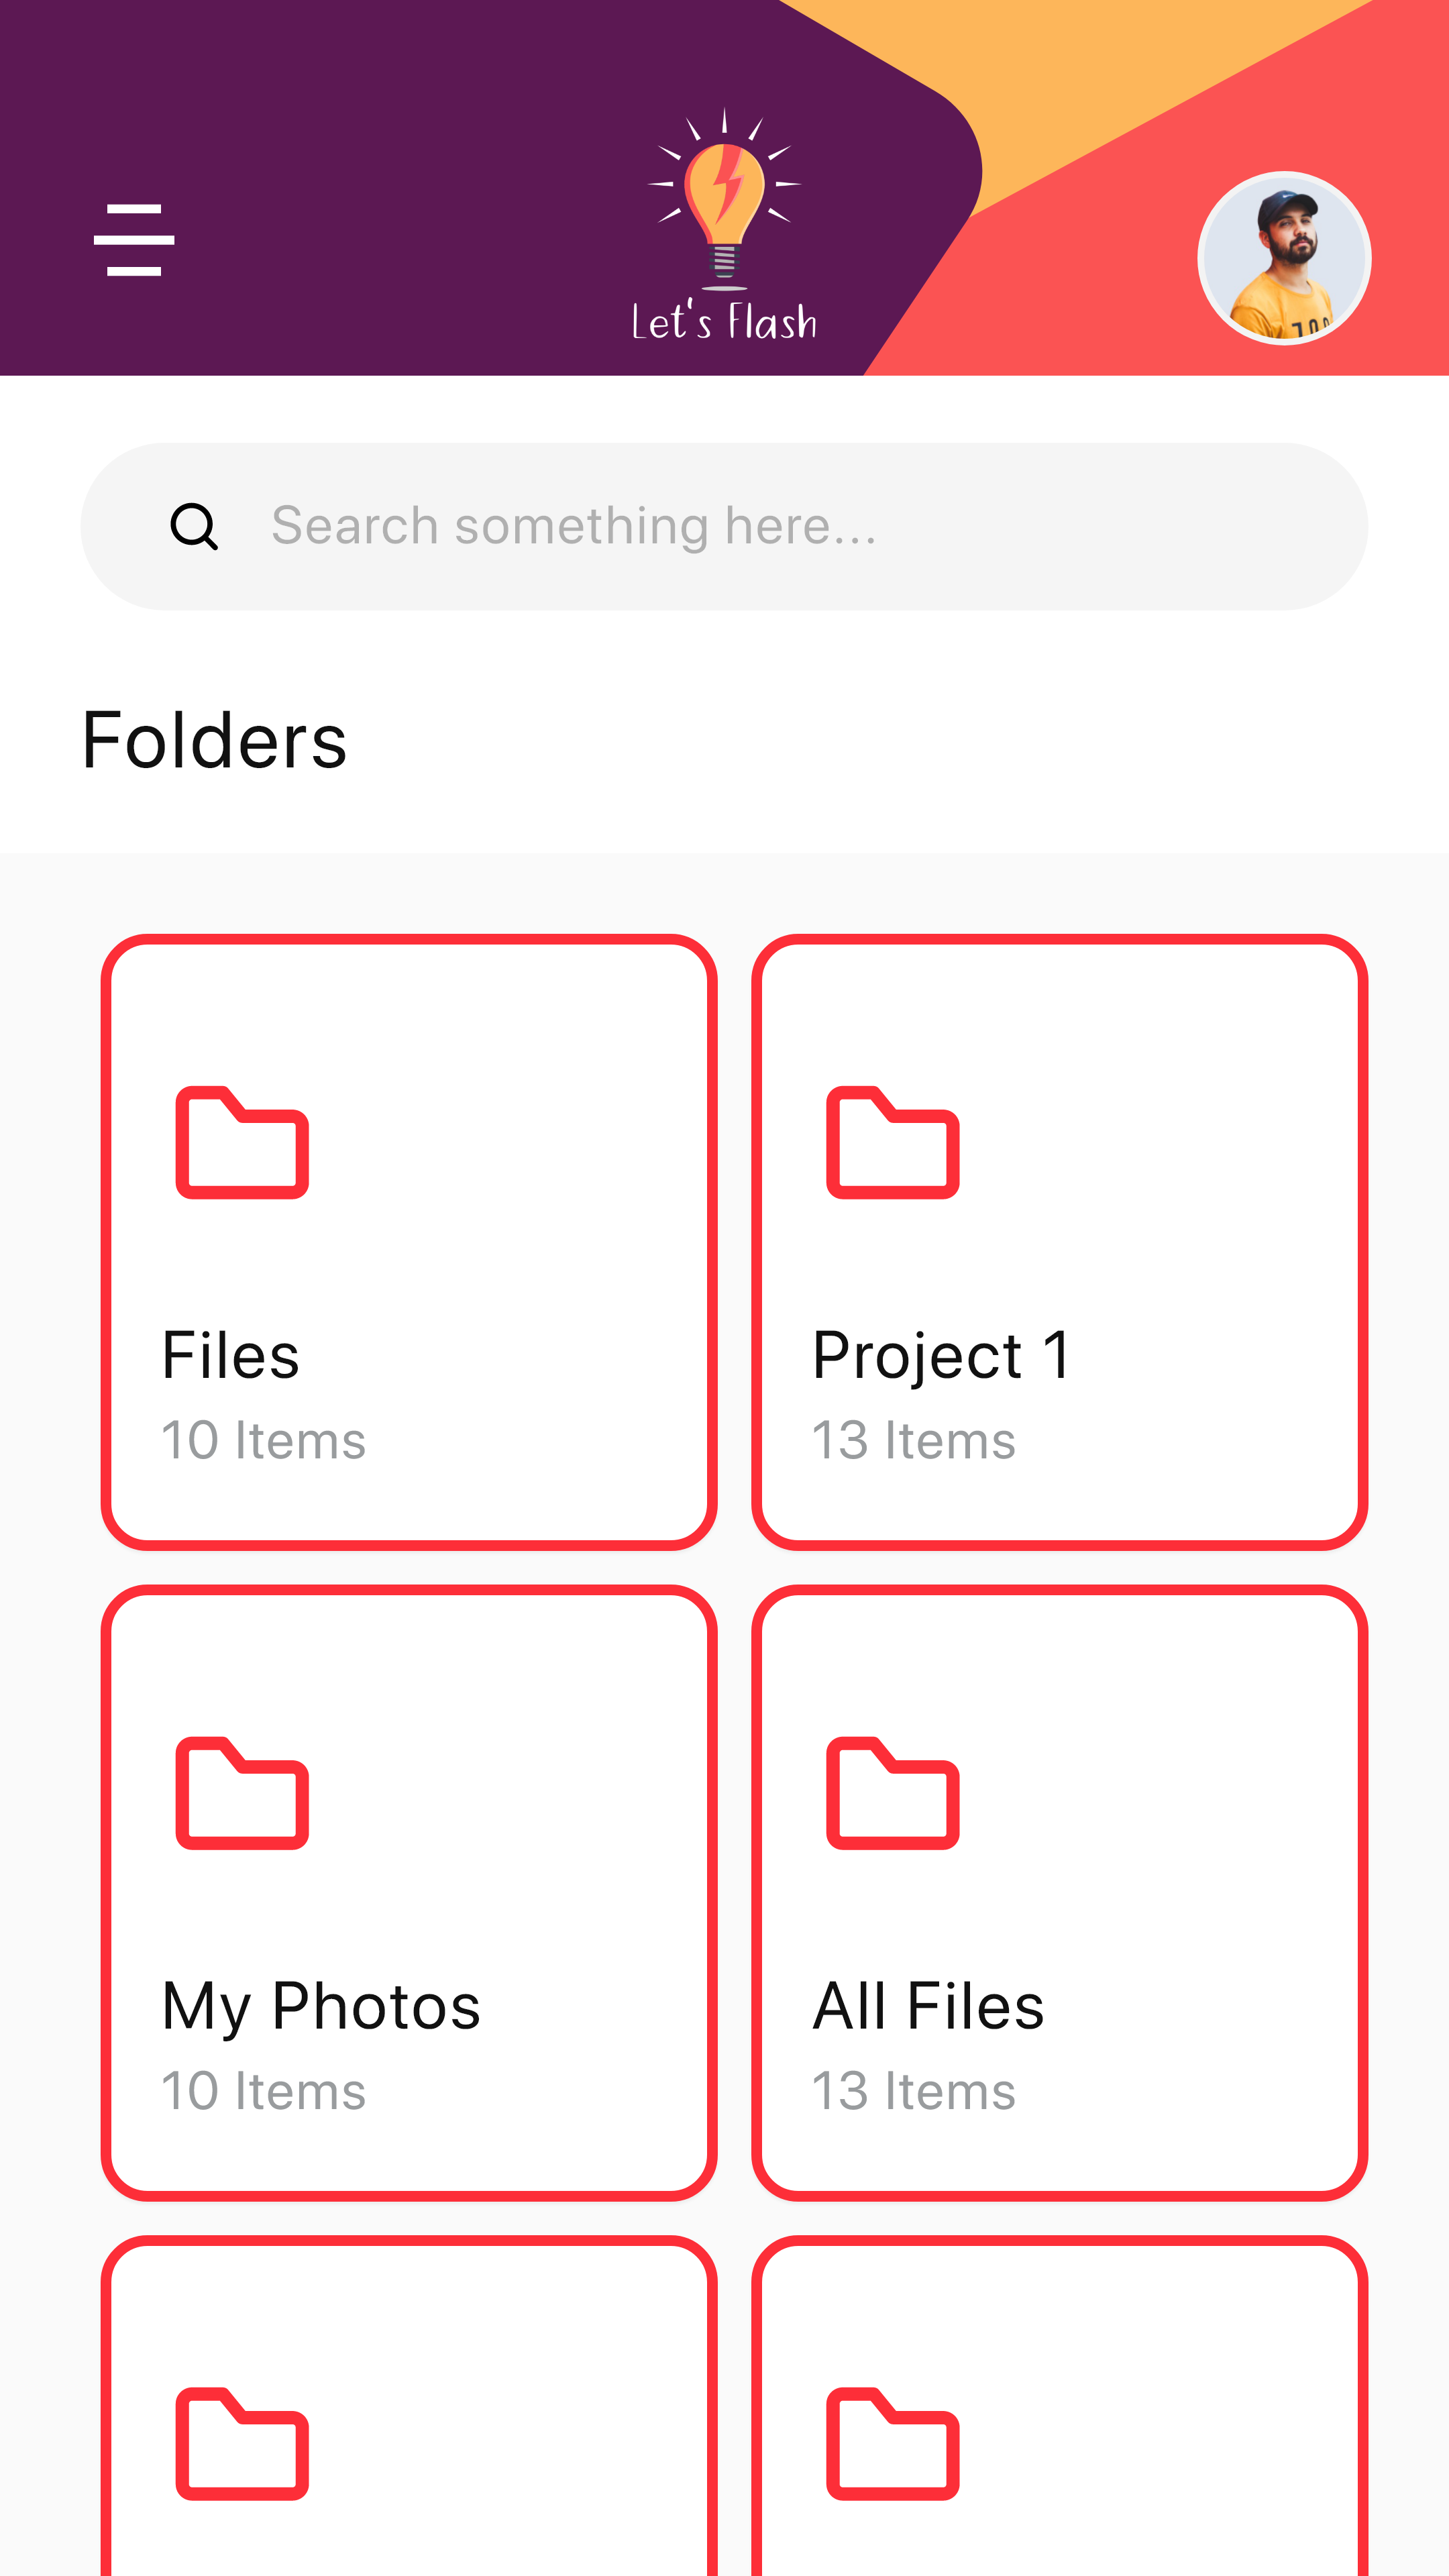 Let's Flash
Search something here...
Folders
Files
10 Items
Project 1
13 Items
My Photos
10 Items
All Files
13 Items